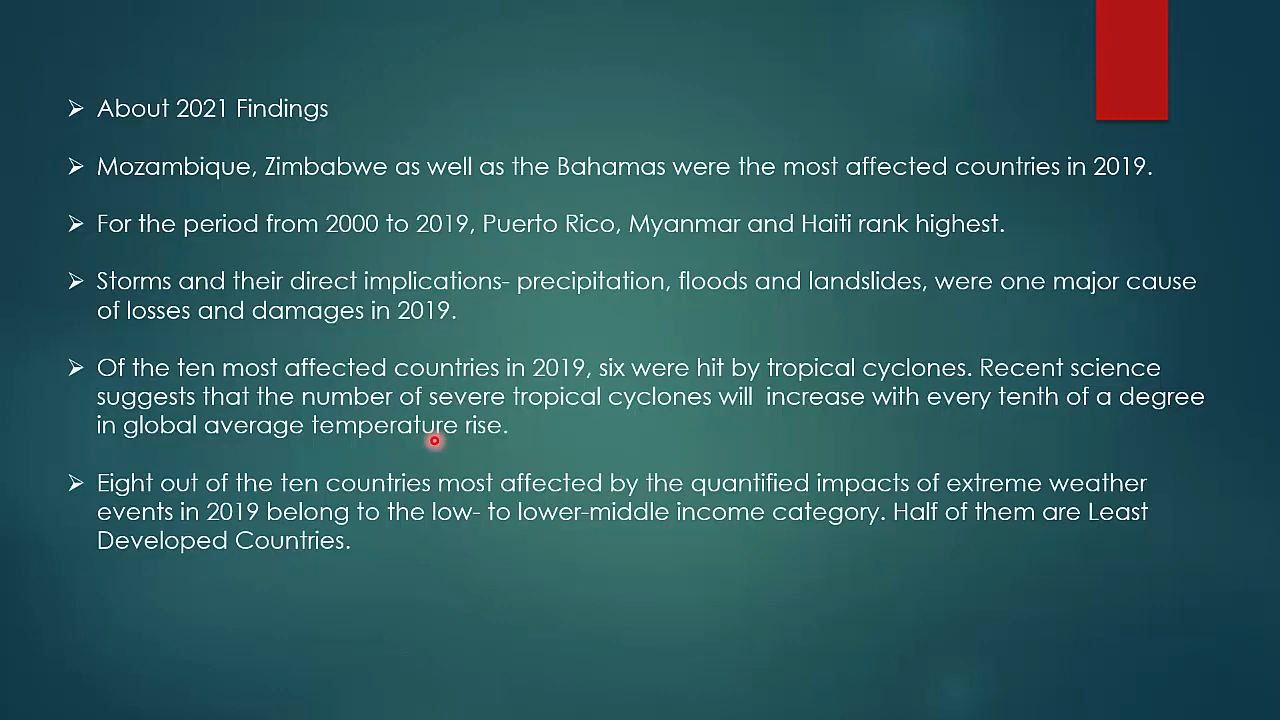 About 2021 Findings
Mozambique, Zimbabwe as well as the Bahamas were the most affected countries in 2019.
For the period from 2000 to 2019, Puerto Rico, Myanmar and Haiti rank highest.
Storms and their direct implications- precipitation, floods and landslides, were one major cause
of losses and damages in 2019.
Of the ten most affected countries in 2019, six were hit by tropical cyclones. Recent science
suggests that the number of severe tropical cyclones will  increase with every tenth of a degree
in global average temperature rise.
Eight out of the ten countries most affected by the quantified impacts of extreme weather
events in 2019 belong to the low- to lower-middle income category. Half of them are Least
Developed Countries.